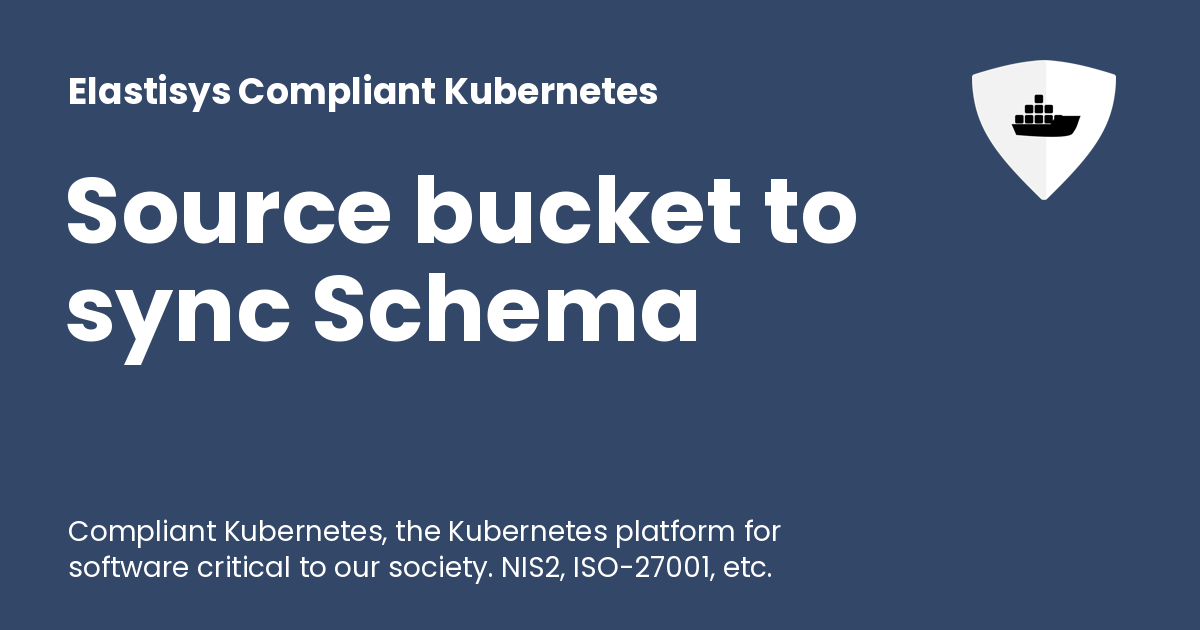 Elastisys Compliant Kubernetes
Source bucket to
sync Schema
Compliant Kubernetes, the Kubernetes platform for
software critical to our society. NIS2, ISO-27001, etc.